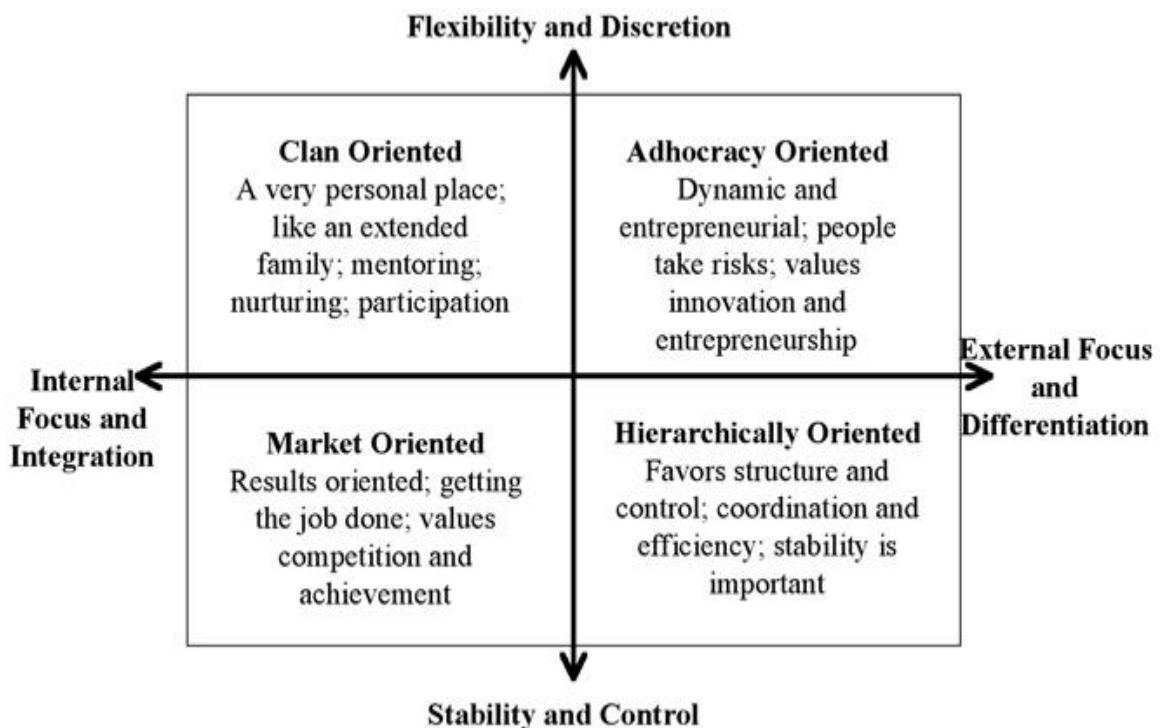 Flexibility and Discretion
Clan Oriented
A very personal place;
like an extended
family; mentoring;
nurturing; participation
Adhocracy Oriented
Dynamic and
entrepreneurial; people
take risks; values
innovation and
entrepreneurship
Internal
Focus and
Integration
External Focus
and
Differentiation
Market Oriented
Results oriented; getting
the job done; values
competition and
achievement
Hierarchically Oriented
Favors structure and
control; coordination and
efficiency; stability is
important
Stability and Control